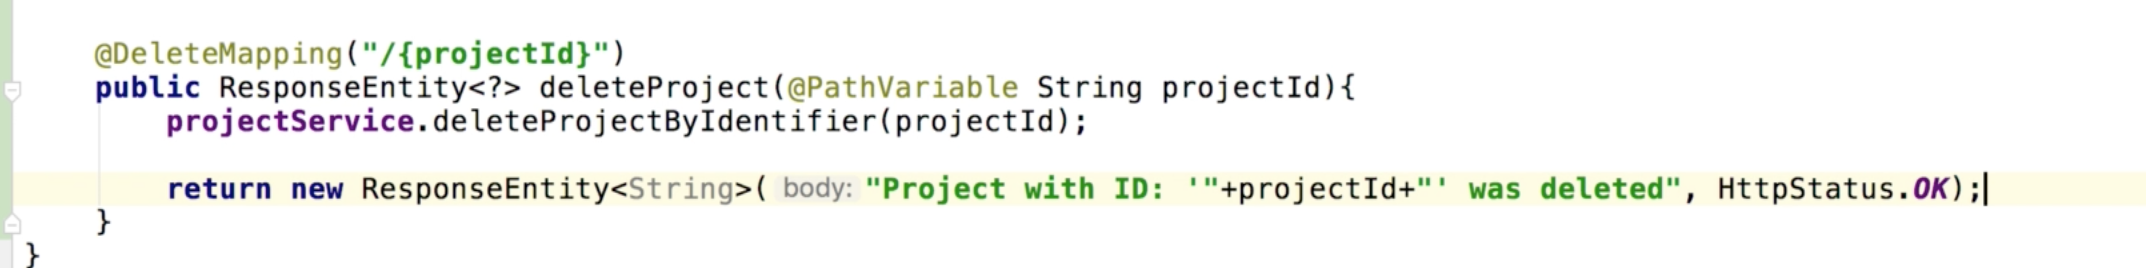 @DeleteMapping("/{projectId}")
public ResponseEntity<?> deleteProject(@PathVariable String projectId){
projectService.deleteProjectByIdentifier(projectId);
return new ResponseEntity<String>( body: "Project with ID: '"+projectId+"' was deleted", HttpStatus.OK);
}
}